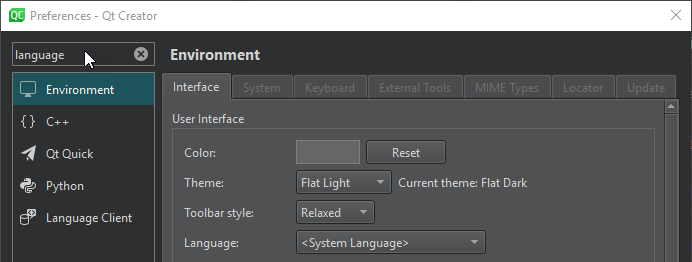 QC Preferences - Qt Creator
language
Environment
Environment
C++
Qt Quick
Python
Language Client
Interface System Keyboard External Tools MIME Types Locator Update
User Interface
Color: Reset
Theme: Flat Light Current theme: Flat Dark
Toolbar style: Relaxed
Language: <System Language>